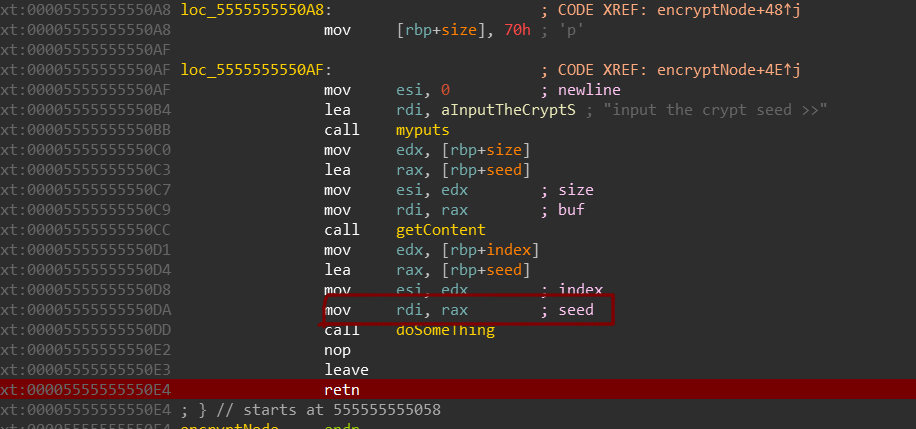 xt:00005555555550A8 loc_5555555550A8: ; CODE XREF: encryptNode+48↑j
xt:00005555555550A8 mov [rbp+size], 70h ; 'p'
xt:00005555555550AF
xt:00005555555550AF loc_5555555550AF: ; CODE XREF: encryptNode+4E↑j
xt:00005555555550AF mov esi, 0 ; newline
xt:00005555555550B4 lea rdi, aInputTheCryptS ; "input the crypt seed >>"
xt:00005555555550BB call myputs
xt:00005555555550C0 mov edx, [rbp+size]
xt:00005555555550C3 lea rax, [rbp+seed]
xt:00005555555550C7 mov esi, edx ; size
xt:00005555555550C9 mov rdi, rax ; buf
xt:00005555555550CC call getContent
xt:00005555555550D1 mov edx, [rbp+index]
xt:00005555555550D4 lea rax, [rbp+seed]
xt:00005555555550D8 mov esi, edx ; index
xt:00005555555550DA mov rdi, rax ; seed
xt:00005555555550DD call doSomeThing
xt:00005555555550E2 nop
xt:00005555555550E3 leave
xt:00005555555550E4 retn
xt:00005555555550E4 ; } // starts at 555555555058
xt:00005555555550E4 encryptNode endp